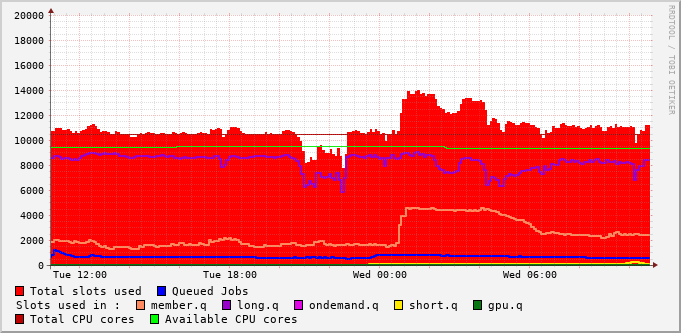 20000
18000
16000
14000
12000
10000
8000
6000
4000
2000
0
Tue 12:00 Tue 18:00 Wed 00:00 Wed 06:00
Total slots used Queued Jobs
Slots used in : member.q long.q ondemand.q short.q gpu.q
Total CPU cores Available CPU cores
RRDTOOL / TOBI OETIKER